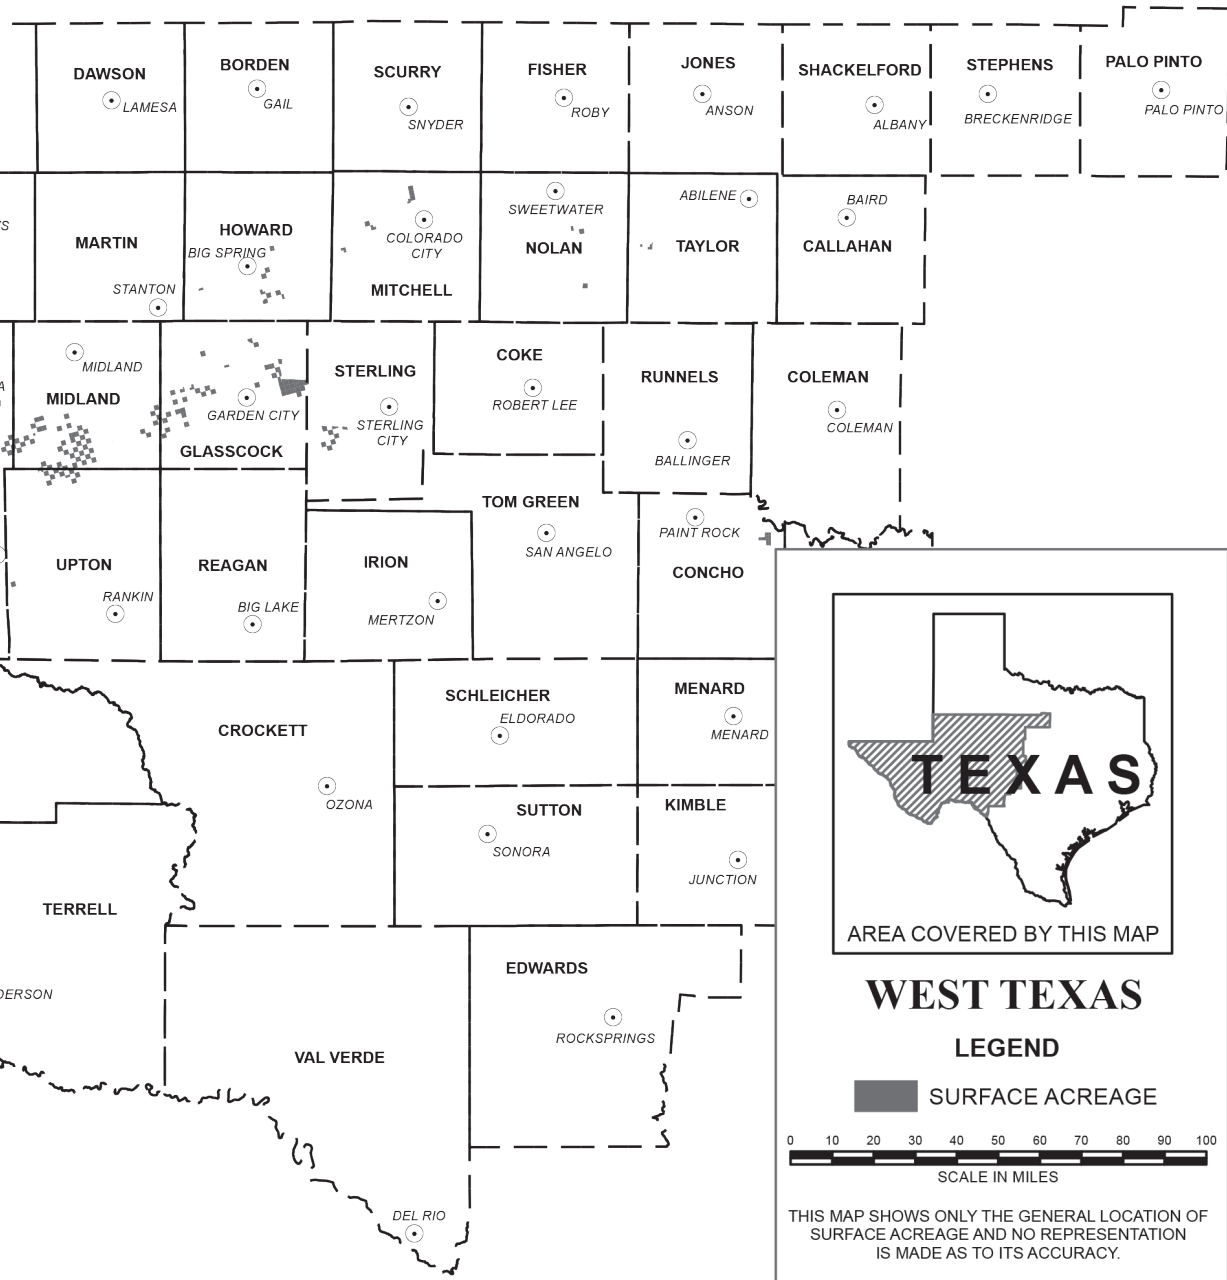 DAWSON
LAMESA
BORDEN
GAIL
SCURRY
SNYDER
FISHER
ROBY
JONES
ANSON
SHACKELFORD
ALBANY
STEPHENS
BRECKENRIDGE
PALO PINTO
PALO PINTO
MARTIN
STANTON
HOWARD
BIG SPRING
COLORADO
CITY
MITCHELL
SWEETWATER
NOLAN
ABILENE
TAYLOR
BAIRD
CALLAHAN
MIDLAND
MIDLAND
GARDEN CITY
GLASSCOCK
STERLING
STERLING
CITY
COKE
ROBERT LEE
RUNNELS
BALLINGER
COLEMAN
COLEMAN
UPTON
RANKIN
REAGAN
BIG LAKE
IRION
MERTZON
TOM GREEN
SAN ANGELO
PAINT ROCK
CONCHO
CROCKETT
OZONA
SCHLEICHER
ELDORADO
MENARD
MENARD
SUTTON
SONORA
KIMBLE
JUNCTION
TERRELL
DERSON
VAL VERDE
DEL RIO
EDWARDS
ROCKSPRINGS
TEXAS
AREA COVERED BY THIS MAP
WEST TEXAS
LEGEND
SURFACE ACREAGE
0 10 20 30 40 50 60 70 80 90 100
SCALE IN MILES
THIS MAP SHOWS ONLY THE GENERAL LOCATION OF
SURFACE ACREAGE AND NO REPRESENTATION
IS MADE AS TO ITS ACCURACY.